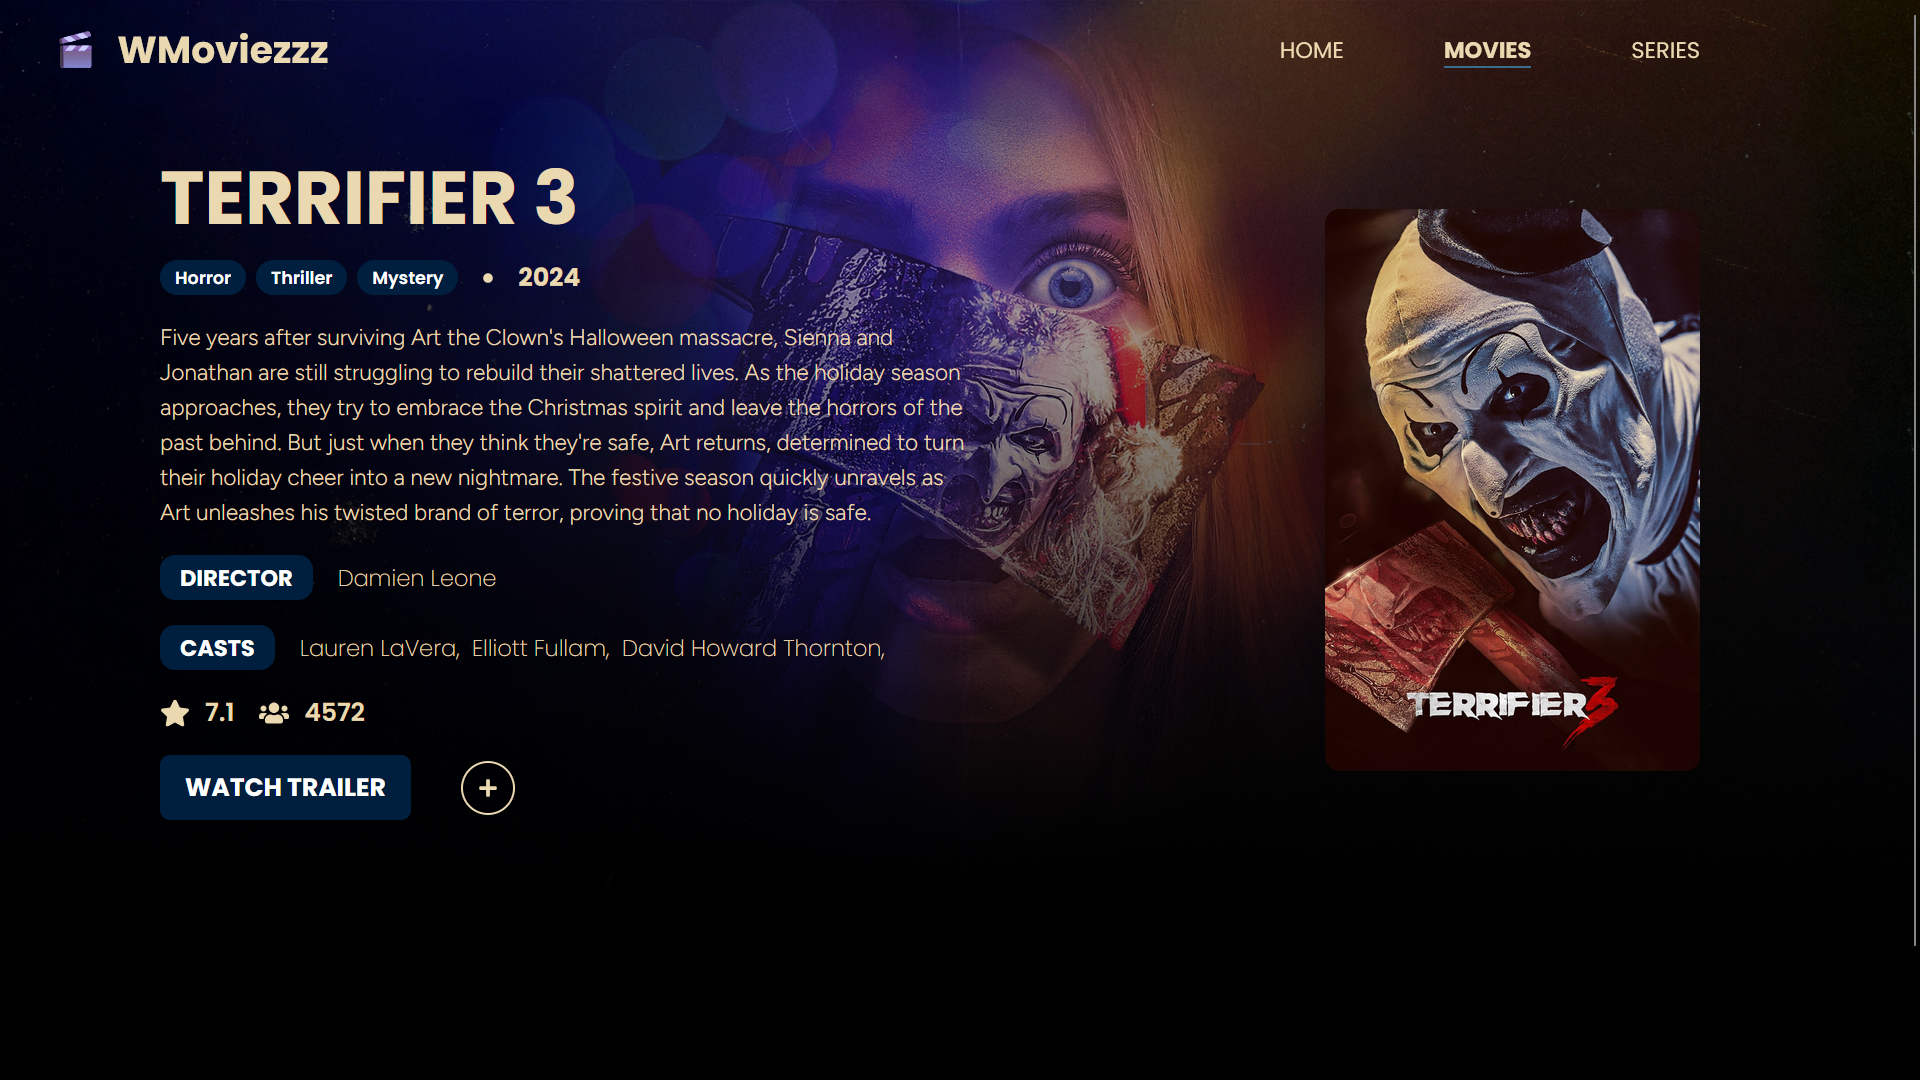 WMoviezzz
HOME
MOVIES
SERIES
TERRIFIER 3
Horror
Thriller
Mystery
• 2024
Five years after surviving Art the Clown's Halloween massacre, Sienna and
Jonathan are still struggling to rebuild their shattered lives. As the holiday season
approaches, they try to embrace the Christmas spirit and leave the horrors of the
past behind. But just when they think they're safe, Art returns, determined to turn
their holiday cheer into a new nightmare. The festive season quickly unravels as
Art unleashes his twisted brand of terror, proving that no holiday is safe.
DIRECTOR Damien Leone
CASTS Lauren LaVera, Elliott Fullam, David Howard Thornton,
7.1 4572
WATCH TRAILER +
TERRIFIER 3